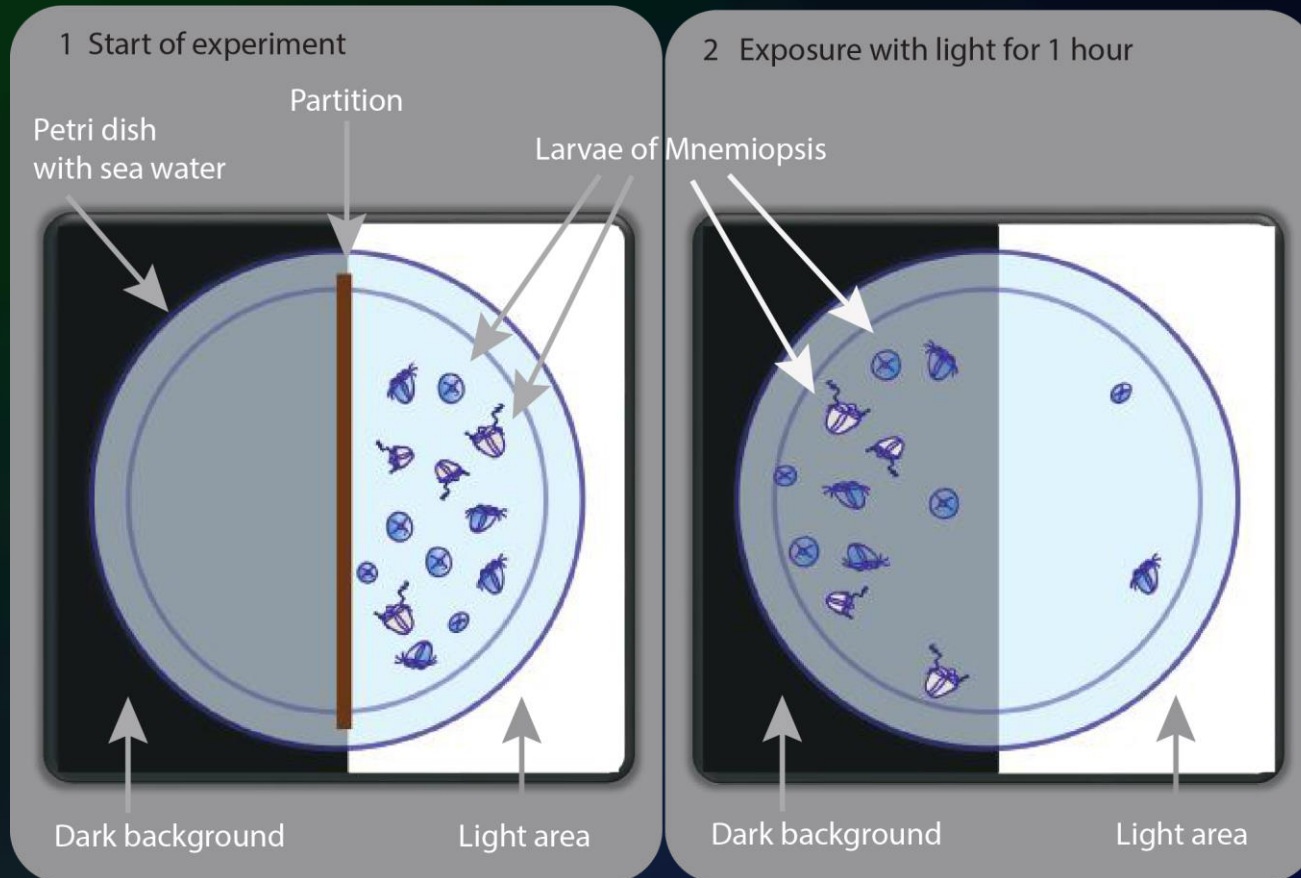 1 Start of experiment
Partition
Petri dish
with sea water
Larvae of Mnemiopsis
Dark background
Light area
2 Exposure with light for 1 hour
Dark background
Light area